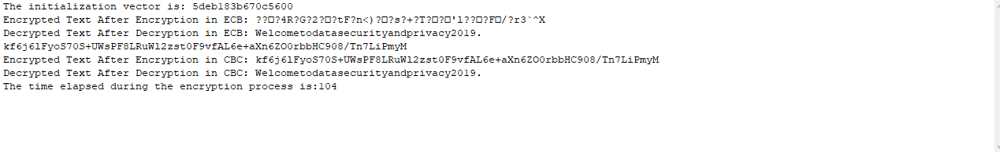 The initialization vector is: 5deb183b670c5600
Encrypted Text After Encryption in ECB: ??□?4R?G?2?□?tF?n<)?□?s?+?T?□?□'l??□?F□/?r3`^X
Decrypted Text After Decryption in ECB: Welcometodatasecurityandprivacy2019.
kf6j6lFyoS70S+UWsPF8LRuWl2zst0F9vfAL6e+aXn6ZO0rbbHC908/Tn7LiPmyM
Encrypted Text After Encryption in CBC: kf6j6lFyoS70S+UWsPF8LRuWl2zst0F9vfAL6e+aXn6ZO0rbbHC908/Tn7LiPmyM
Decrypted Text After Decryption in CBC: Welcometodatasecurityandprivacy2019.
The time elapsed during the encryption process is:104